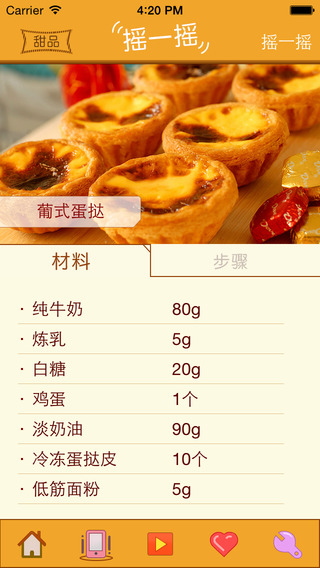 Carrier 4:20 PM
甜品 摇一摇 摇一摇
葡式蛋挞
材料 步骤
· 纯牛奶 80g
· 炼乳 5g
· 白糖 20g
· 鸡蛋 1个
· 淡奶油 90g
· 冷冻蛋挞皮 10个
· 低筋面粉 5g